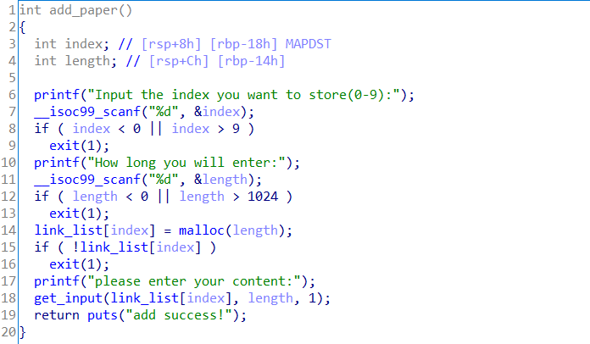 1 int add_paper()
2 {
3   int index; // [rsp+8h] [rbp-18h] MAPDST
4   int length; // [rsp+Ch] [rbp-14h]
5
6   printf("Input the index you want to store(0-9):");
7   __isoc99_scanf("%d", &index);
8   if ( index < 0 || index > 9 )
9     exit(1);
10   printf("How long you will enter:");
11   __isoc99_scanf("%d", &length);
12   if ( length < 0 || length > 1024 )
13     exit(1);
14   link_list[index] = malloc(length);
15   if ( !link_list[index] )
16     exit(1);
17   printf("please enter your content:");
18   get_input(link_list[index], length, 1);
19   return puts("add success!");
20 }